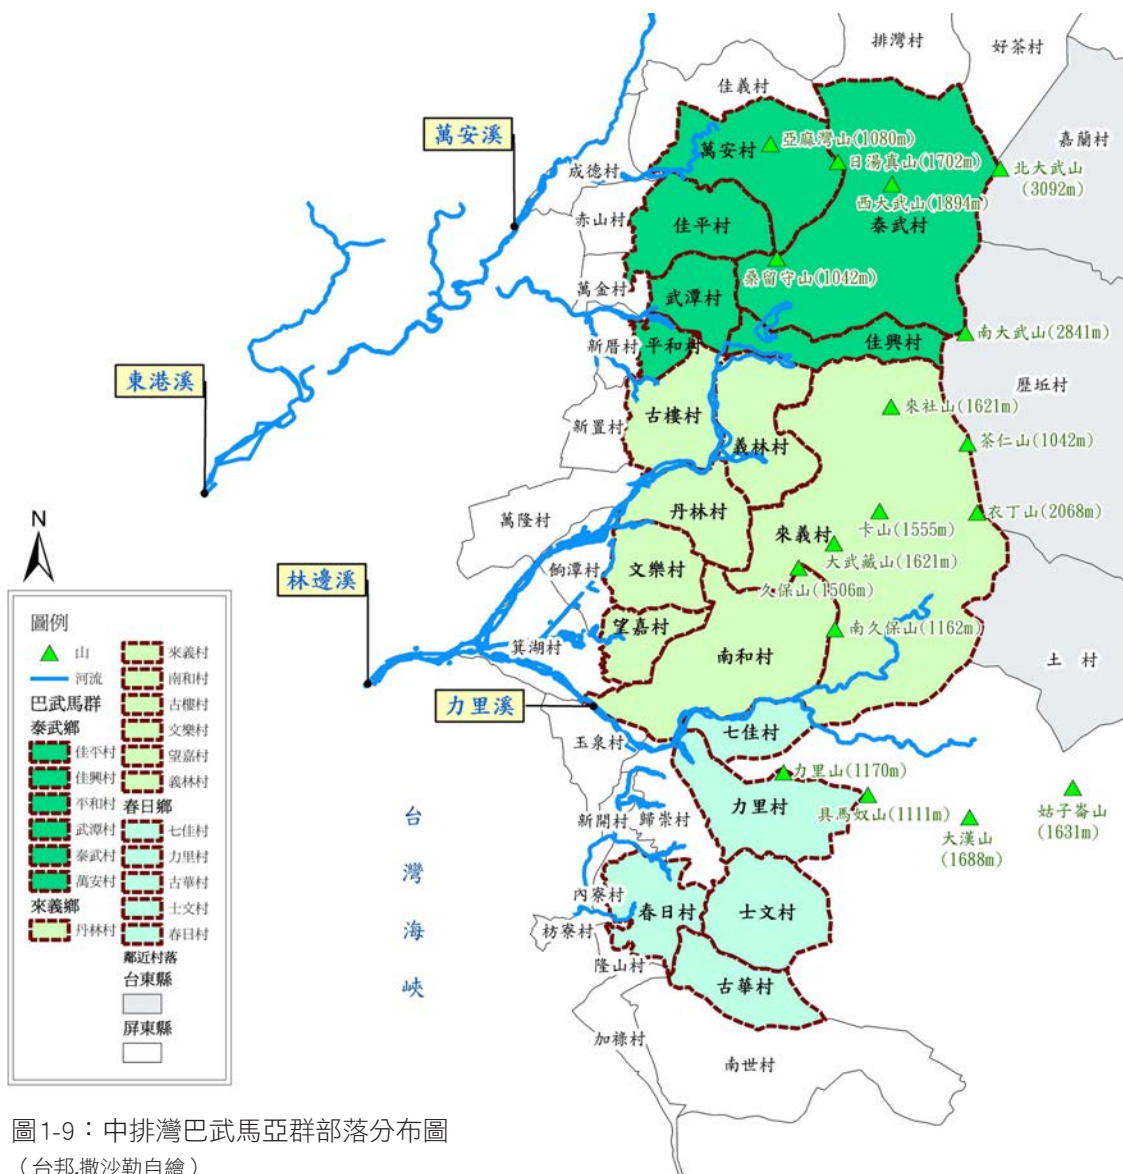 排灣村
好茶村
佳義村
嘉蘭村
萬安溪
亞麻灣山(1080m)
萬安村
日湯真山(1702m)
成德村
北大武山
(3092m)
西大武山(1894m)
赤山村
佳平村
泰武村
桑留守山(1042m)
萬金村
武潭村
南大武山(2841m)
新厝村
平和村
佳興村
東港溪
歷坵村
來社山(1621m)
古樓村
新置村
義林村
茶仁山(1042m)
萬隆村
丹林村
衣丁山(2068m)
卡山(1555m)
來義村
大武藏山(1621m)
餉潭村
文樂村
久保山(1506m)
林邊溪
望嘉村
南久保山(1162m)
箕湖村
南和村
土 村
力里溪
七佳村
玉泉村
力里山(1170m)
力里村
具馬奴山(1111m)
姑子崙山
(1631m)
大漢山
(1688m)
新開村
歸崇村
內寮村
春日村
士文村
枋寮村
隆山村
古華村
加祿村
南世村
台
灣
海
峽
N
圖例
山
河流
巴武馬群
泰武鄉
佳平村
佳興村
平和村
武潭村
泰武村
萬安村
來義鄉
丹林村
來義村
南和村
古樓村
文樂村
望嘉村
義林村
春日鄉
七佳村
力里村
古華村
士文村
春日村
鄰近村落
台東縣
屏東縣
圖1-9：中排灣巴武馬亞群部落分布圖
（台邦.撒沙勒自繪）